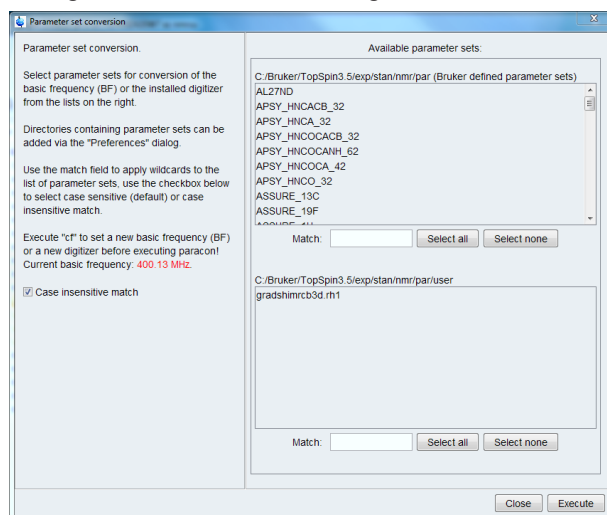 Parameter set conversion
Parameter set conversion.
Select parameter sets for conversion of the
basic frequency (BF) or the installed digitizer
from the lists on the right.
Directories containing parameter sets can be
added via the "Preferences" dialog.
Use the match field to apply wildcards to the
list of parameter sets, use the checkbox below
to select case sensitive (default) or case
insensitive match.
Execute "cf" to set a new basic frequency (BF)
or a new digitizer before executing paracon!
Current basic frequency: 400.13 MHz.
Case insensitive match
Available parameter sets:
C:/Bruker/TopSpin3.5/exp/stan/nmr/par (Bruker defined parameter sets)
AL27ND
APSY_HNCACB_32
APSY_HNCA_32
APSY_HNCOCACB_32
APSY_HNCOCANH_62
APSY_HNCOCA_42
APSY_HNCO_32
ASSURE_13C
ASSURE_19F
Match:
Select all
Select none
C:/Bruker/TopSpin3.5/exp/stan/nmr/par/user
gradshimrcb3d.rh1
Match:
Select all
Select none
Close
Execute